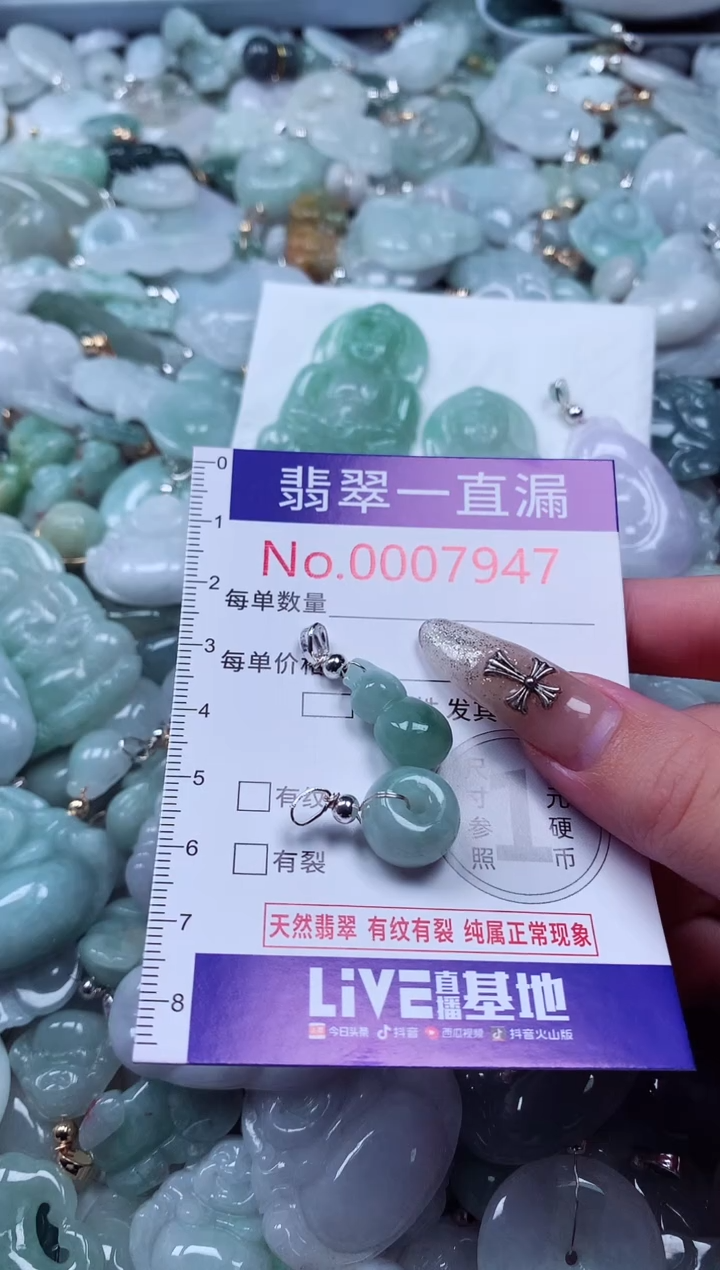 0
翡翠一直漏
1
No.0007947
2
每单数量
3
每单价格
4
发其
5
有纹
尺寸参照
1
元硬币
6
有裂
7
天然翡翠 有纹有裂 纯属正常现象
8
LiVE直播基地
今日头条 抖音 西瓜视频 抖音火山版